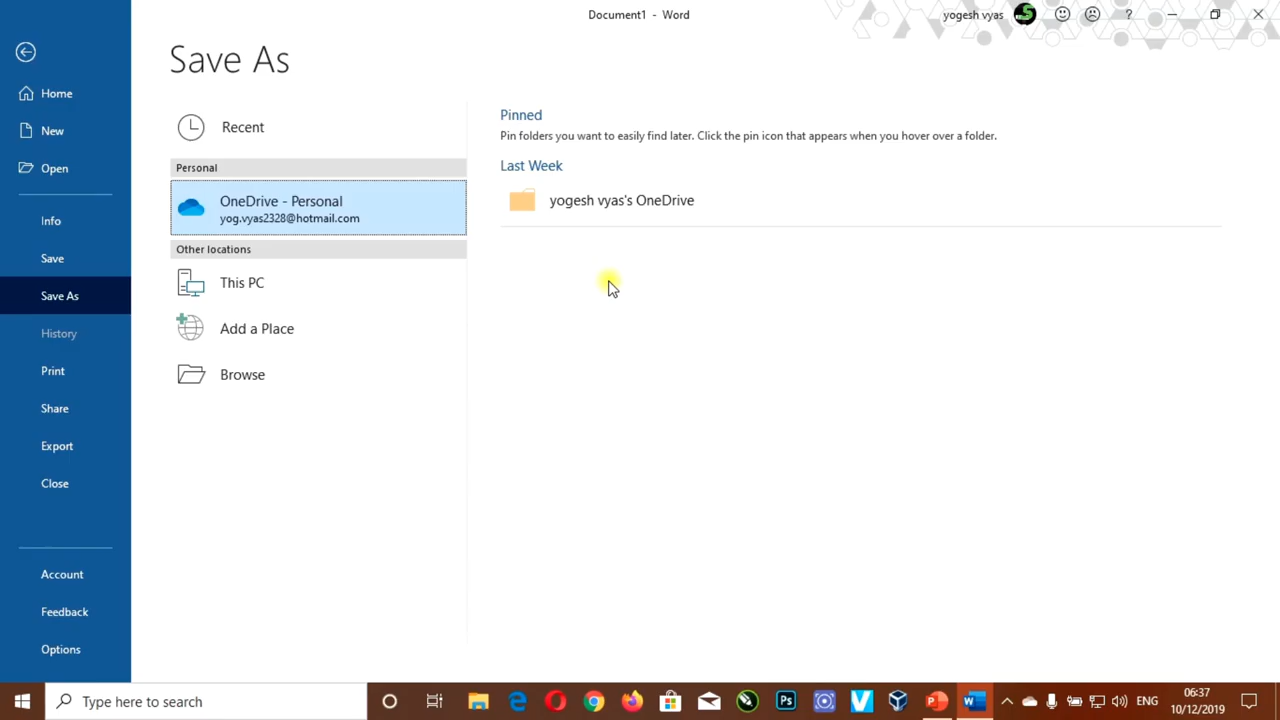 Document1 - Word
yogesh vyas
?
Save As
Home
New
Open
Info
Save
Save As
History
Print
Share
Export
Close
Account
Feedback
Options
Recent
Personal
OneDrive - Personal
yog.vyas2328@hotmail.com
Other locations
This PC
Add a Place
Browse
Pinned
Pin folders you want to easily find later. Click the pin icon that appears when you hover over a folder.
Last Week
yogesh vyas's OneDrive
Type here to search
Ps
V
P
W
ENG
06:37
10/12/2019